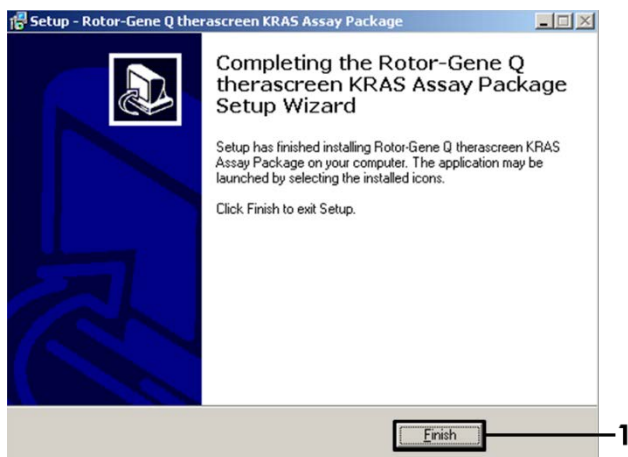 Setup - Rotor-Gene Q therascreen KRAS Assay Package
Completing the Rotor-Gene Q
therascreen KRAS Assay Package
Setup Wizard
Setup has finished installing Rotor-Gene Q therascreen KRAS
Assay Package on your computer. The application may be
launched by selecting the installed icons.
Click Finish to exit Setup.
Finish
1